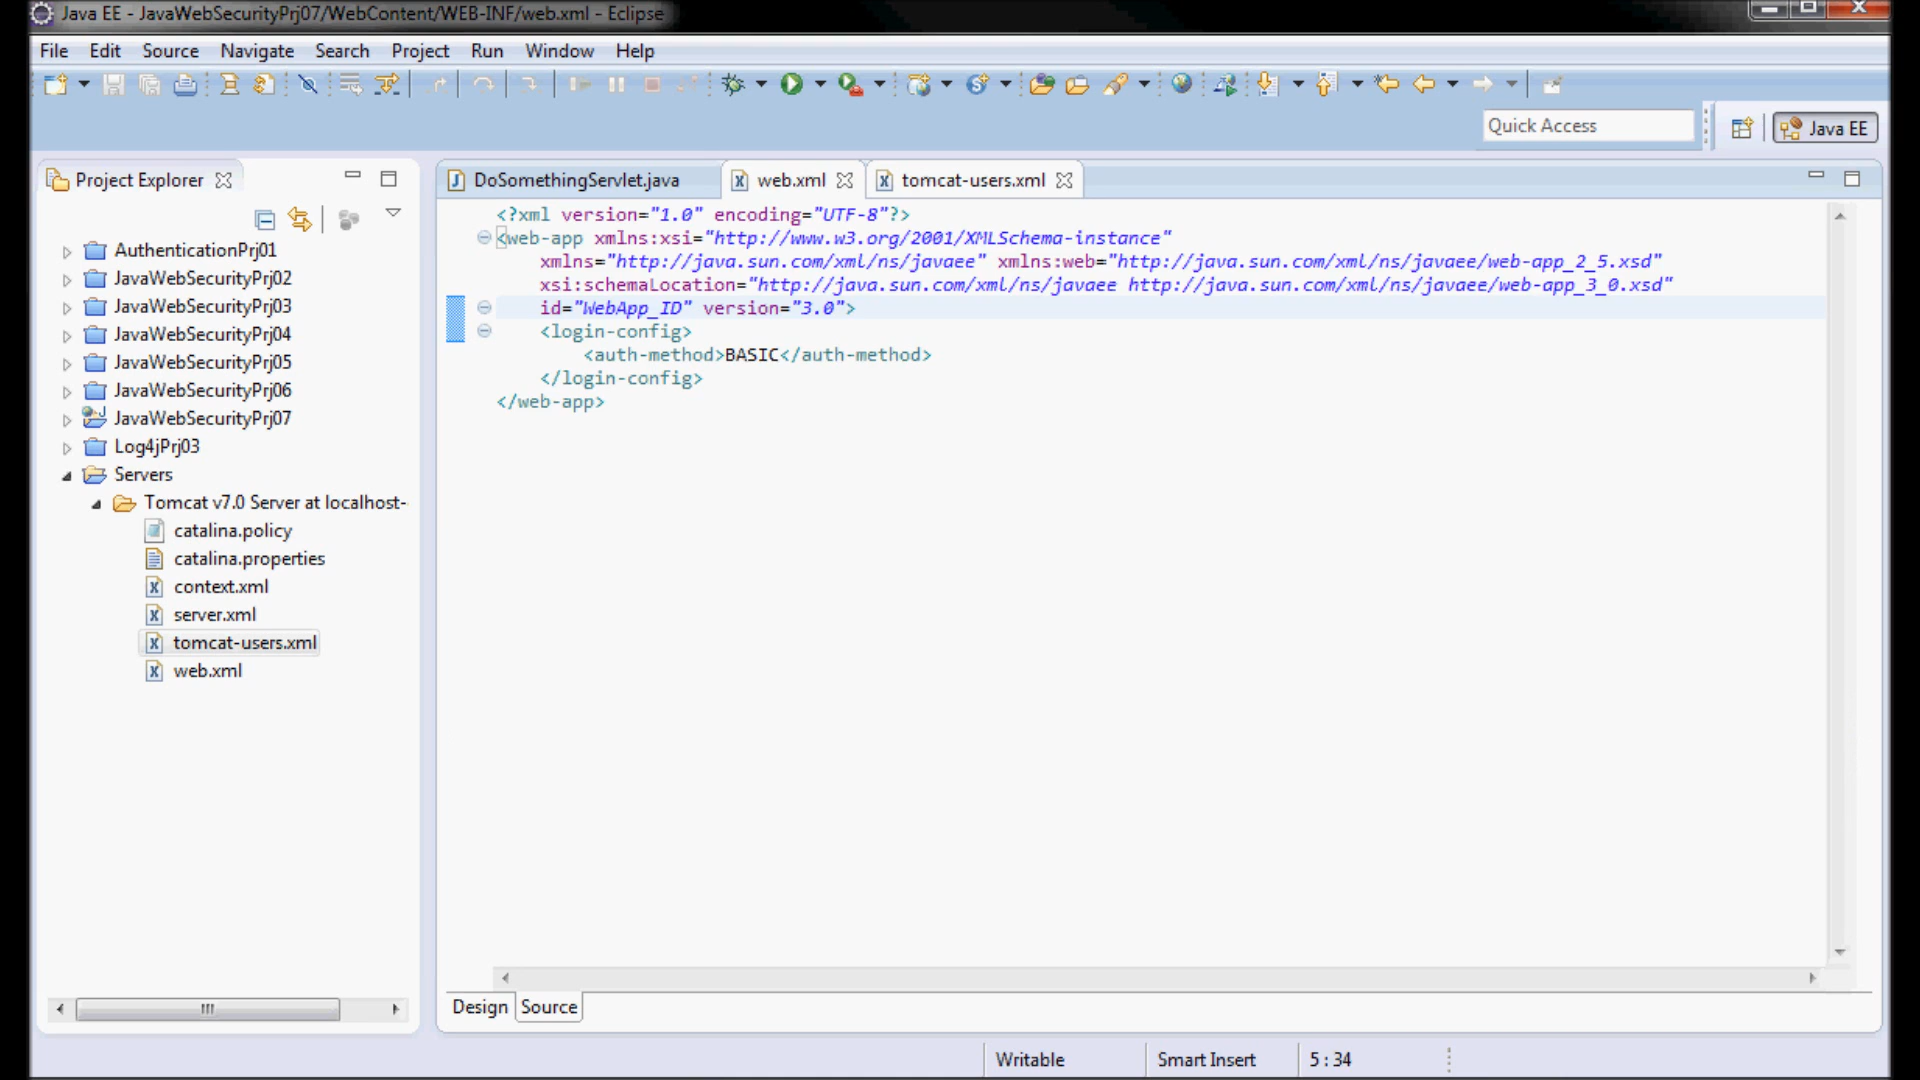 Java EE - JavaWebSecurityPrj07/WebContent/WEB-INF/web.xml - Eclipse
File Edit Source Navigate Search Project Run Window Help
Quick Access
Java EE
Project Explorer
AuthenticationPrj01
JavaWebSecurityPrj02
JavaWebSecurityPrj03
JavaWebSecurityPrj04
JavaWebSecurityPrj05
JavaWebSecurityPrj06
JavaWebSecurityPrj07
Log4jPrj03
Servers
Tomcat v7.0 Server at localhost-
catalina.policy
catalina.properties
context.xml
server.xml
tomcat-users.xml
web.xml
DoSomethingServlet.java web.xml tomcat-users.xml
<?xml version="1.0" encoding="UTF-8"?>
<web-app xmlns:xsi="http://www.w3.org/2001/XMLSchema-instance"
xmlns="http://java.sun.com/xml/ns/javaee" xmlns:web="http://java.sun.com/xml/ns/javaee/web-app_2_5.xsd"
xsi:schemaLocation="http://java.sun.com/xml/ns/javaee http://java.sun.com/xml/ns/javaee/web-app_3_0.xsd"
id="WebApp_ID" version="3.0">
<login-config>
<auth-method>BASIC</auth-method>
</login-config>
</web-app>
Design Source
Writable Smart Insert 5 : 34